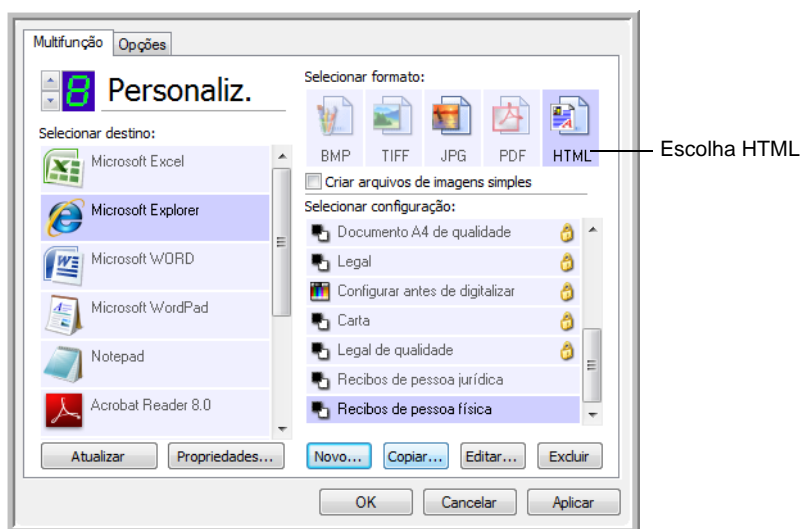 Multifunção
Opções
8 Personaliz.
Selecionar destino:
Microsoft Excel
Microsoft Explorer
Microsoft WORD
Microsoft WordPad
Notepad
Acrobat Reader 8.0
Atualizar
Propriedades...
Selecionar formato:
BMP
TIFF
JPG
PDF
HTML
Escolha HTML
Criar arquivos de imagens simples
Selecionar configuração:
Documento A4 de qualidade
Legal
Configurar antes de digitalizar
Carta
Legal de qualidade
Recibos de pessoa jurídica
Recibos de pessoa física
Novo...
Copiar...
Editar...
Excluir
OK
Cancelar
Aplicar